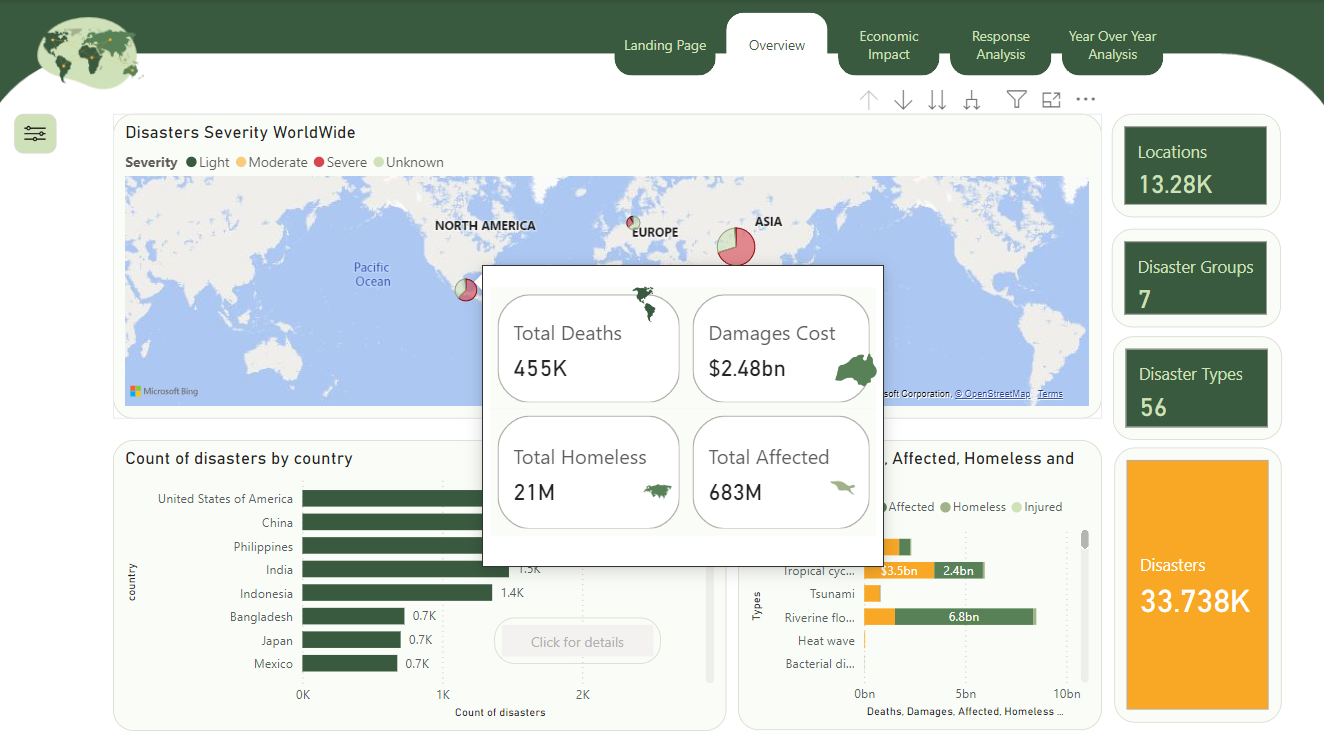 Landing Page
Overview
Economic
Impact
Response
Analysis
Year Over Year
Analysis
Disasters Severity WorldWide
Severity Light Moderate Severe Unknown
NORTH AMERICA
EUROPE
ASIA
Pacific
Ocean
Microsoft Bing
soft Corporation, © OpenStreetMap Terms
Total Deaths
455K
Damages Cost
$2.48bn
Total Homeless
21M
Total Affected
683M
Locations
13.28K
Disaster Groups
7
Disaster Types
56
Disasters
33.738K
Count of disasters by country
country
United States of America
China
Philippines
India 1.5K
Indonesia 1.4K
Bangladesh 0.7K
Japan 0.7K
Mexico 0.7K
0K 1K 2K
Count of disasters
Click for details
, Affected, Homeless and
Affected Homeless Injured
Types
Tropical cyc... $3.5bn 2.4bn
Tsunami
Riverine flo... 6.8bn
Heat wave
Bacterial di...
0bn 5bn 10bn
Deaths, Damages, Affected, Homeless ...